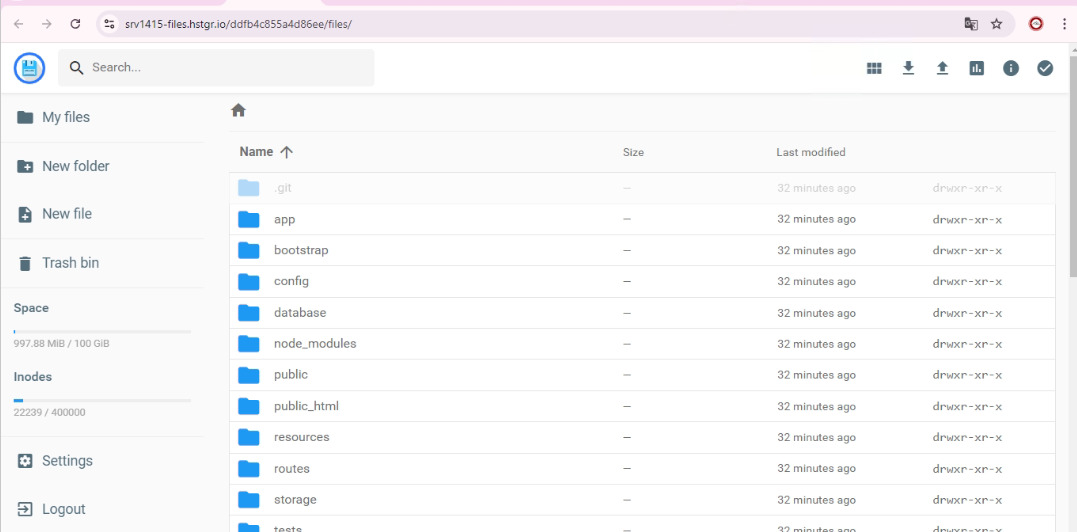 srv1415-files.hstgr.io/ddfb4c855a4d86ee/files/
Search...
My files
New folder
New file
Trash bin
Space
997.88 MiB / 100 GiB
Inodes
22239 / 400000
Settings
Logout
Name Size Last modified
.git — 32 minutes ago drwxr-xr-x
app — 32 minutes ago drwxr-xr-x
bootstrap — 32 minutes ago drwxr-xr-x
config — 32 minutes ago drwxr-xr-x
database — 32 minutes ago drwxr-xr-x
node_modules — 32 minutes ago drwxr-xr-x
public — 32 minutes ago drwxr-xr-x
public_html — 32 minutes ago drwxr-xr-x
resources — 32 minutes ago drwxr-xr-x
routes — 32 minutes ago drwxr-xr-x
storage — 32 minutes ago drwxr-xr-x
tests — 32 minutes ago drwxr-xr-x